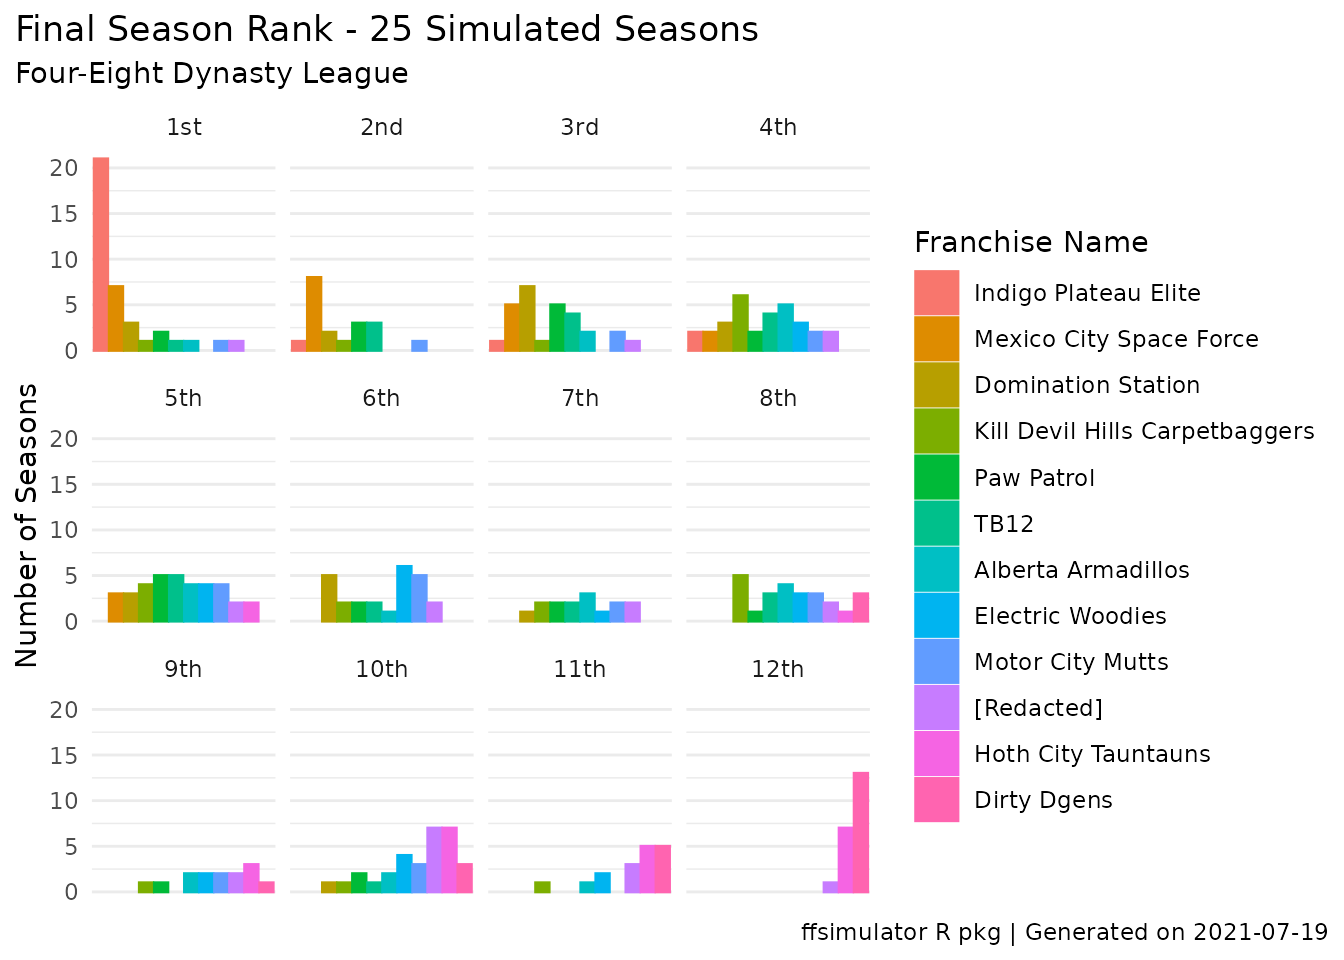 Final Season Rank - 25 Simulated Seasons
Four-Eight Dynasty League
1st 2nd 3rd 4th
20
15
10
5
0
5th 6th 7th 8th
20
15
10
5
0
9th 10th 11th 12th
20
15
10
5
0
Number of Seasons
Franchise Name
Indigo Plateau Elite
Mexico City Space Force
Domination Station
Kill Devil Hills Carpetbaggers
Paw Patrol
TB12
Alberta Armadillos
Electric Woodies
Motor City Mutts
[Redacted]
Hoth City Tauntauns
Dirty Dgens
ffsimulator R pkg | Generated on 2021-07-19